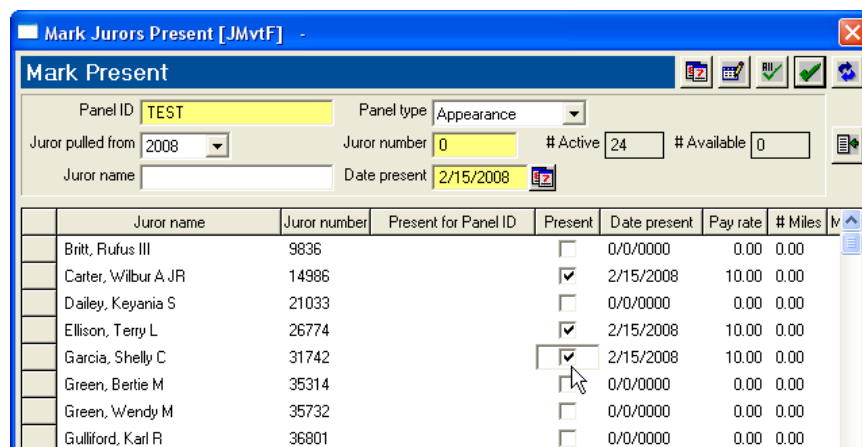 Mark Jurors Present [JMvtF] -
Mark Present
Panel ID TEST Panel type Appearance
Juror pulled from 2008 Juror number 0 # Active 24 # Available 0
Juror name Date present 2/15/2008
Juror name Juror number Present for Panel ID Present Date present Pay rate # Miles M
Britt, Rufus III 9836 0/0/0000 0.00 0.00
Carter, Wilbur A JR 14986 2/15/2008 10.00 0.00
Dailey, Keyania S 21033 0/0/0000 0.00 0.00
Ellison, Terry L 26774 2/15/2008 10.00 0.00
Garcia, Shelly C 31742 2/15/2008 10.00 0.00
Green, Bertie M 35314 0/0/0000 0.00 0.00
Green, Wendy M 35732 0/0/0000 0.00 0.00
Gulliford, Karl R 36801 0/0/0000 0.00 0.00